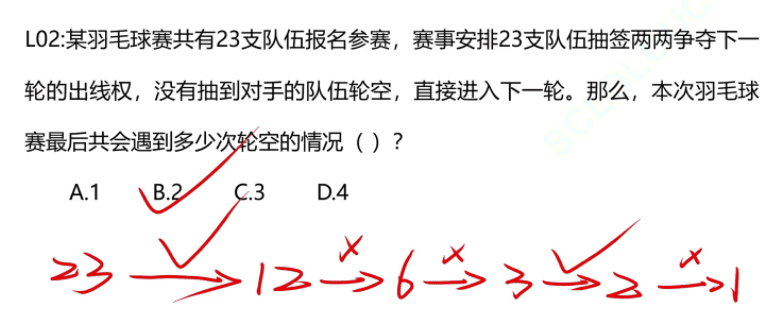 L02:某羽毛球赛共有23支队伍报名参赛，赛事安排23支队伍抽签两两争夺下一
轮的出线权，没有抽到对手的队伍轮空，直接进入下一轮。那么，本次羽毛球
赛最后共会遇到多少次轮空的情况（ ）？
A.1 B.2 C.3 D.4
23 → 12 → 6 → 3 → 2 → 1